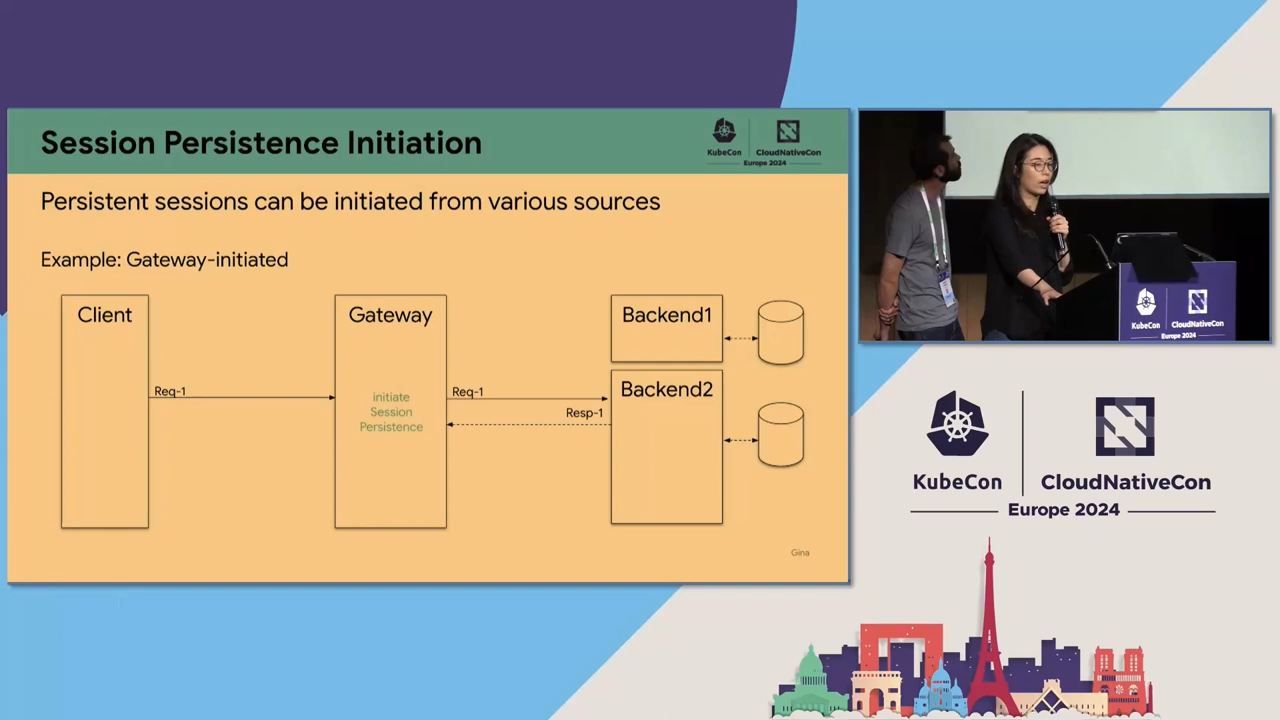 Session Persistence Initiation
KubeCon
CloudNativeCon
Europe 2024
Persistent sessions can be initiated from various sources
Example: Gateway-initiated
Client
Gateway
Backend1
Req-1
initiate
Session
Persistence
Req-1
Resp-1
Backend2
Gina
KubeCon
CloudNativeCon
Europe 2024
KubeCon
CloudNativeCon
Europe 2024